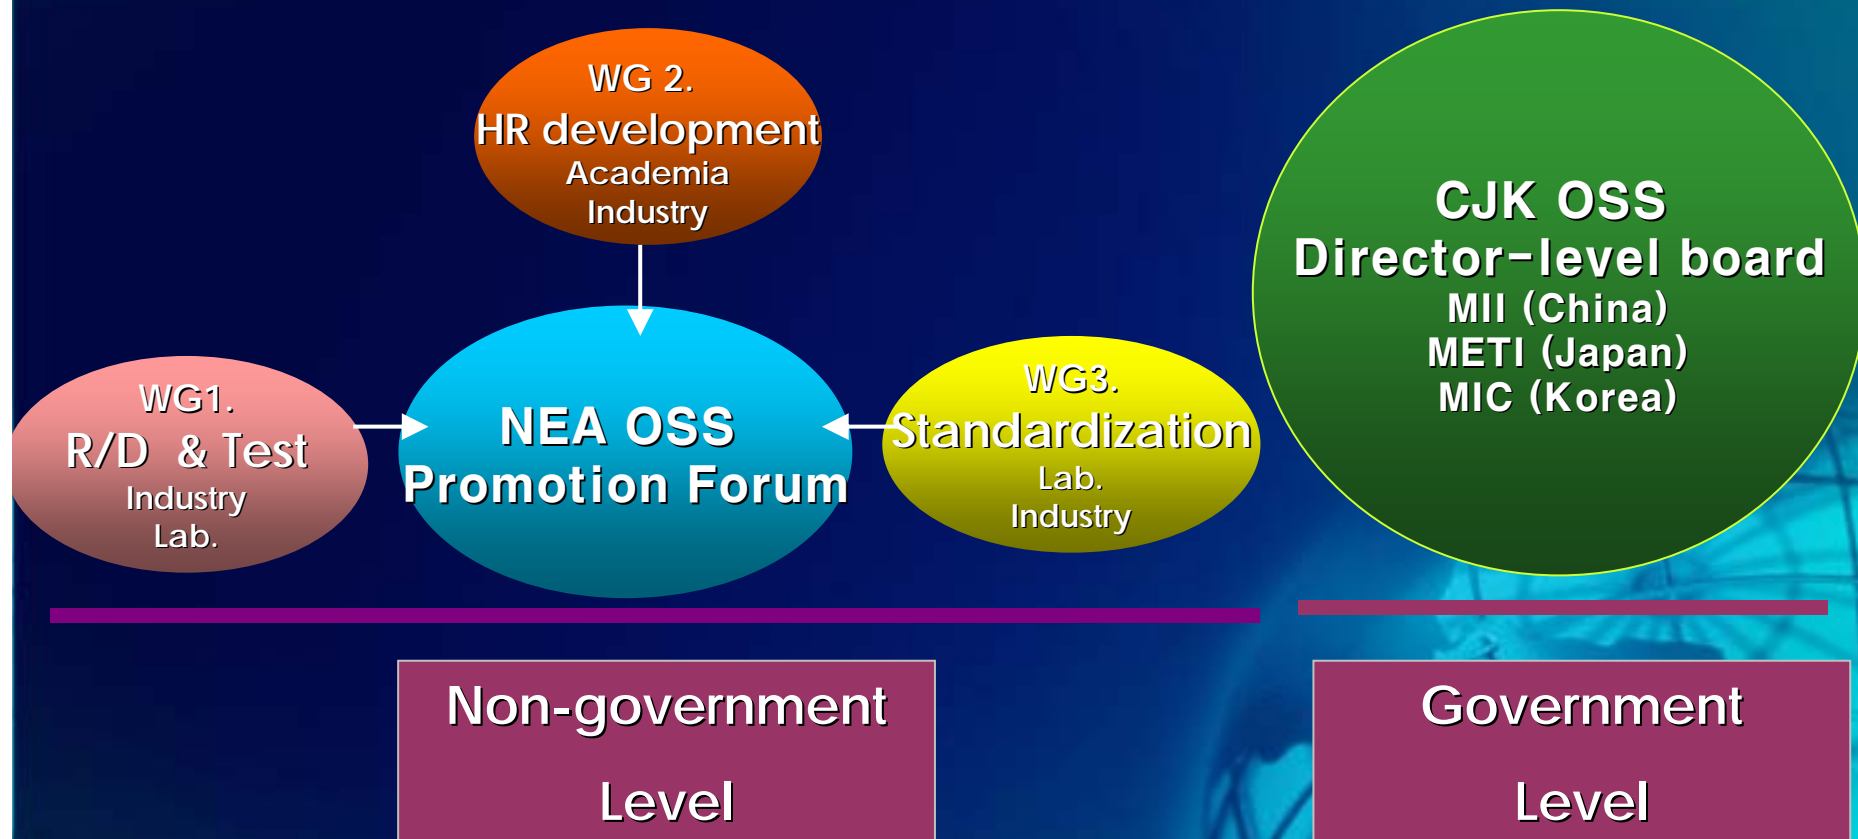 WG 2.
HR development
Academia
Industry
WG1.
R/D & Test
Industry
Lab.
NEA OSS
Promotion Forum
WG3.
Standardization
Lab.
Industry
CJK OSS
Director-level board
MII (China)
METI (Japan)
MIC (Korea)
Non-government
Level
Government
Level